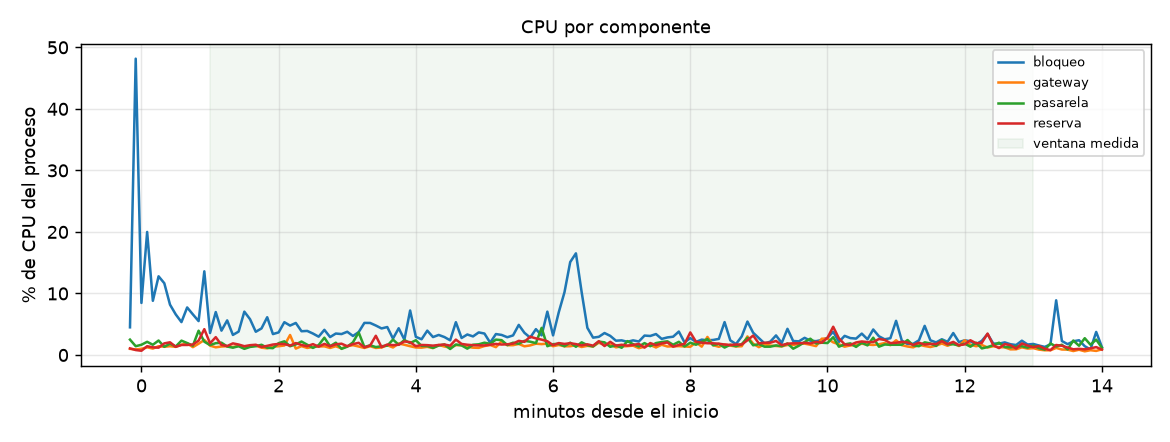 CPU por componente
% de CPU del proceso
50
40
30
20
10
0
bloqueo
gateway
pasarela
reserva
ventana medida
0 2 4 6 8 10 12 14
minutos desde el inicio